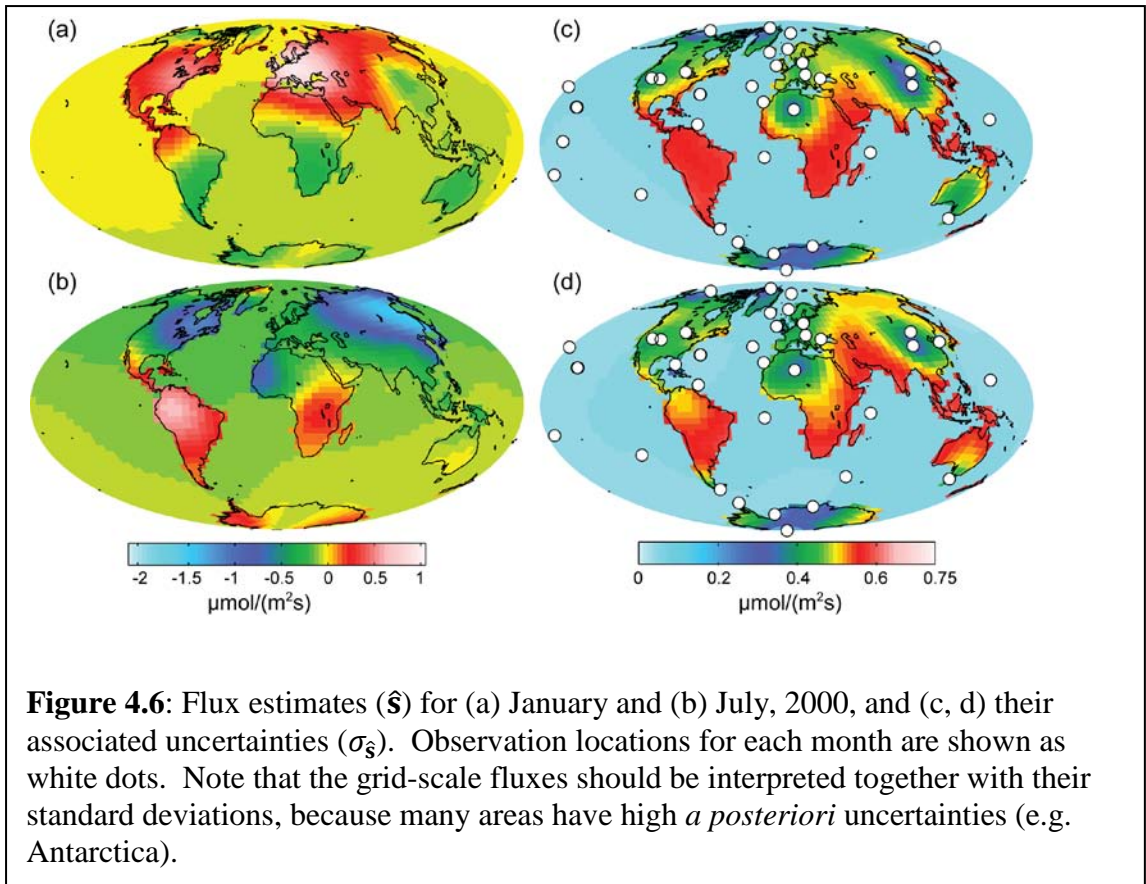 (a)
(c)
(b)
(d)
-2 -1.5 -1 -0.5 0 0.5 1
μmol/(m²s)
0 0.2 0.4 0.6 0.75
μmol/(m²s)
Figure 4.6: Flux estimates (ŝ) for (a) January and (b) July, 2000, and (c, d) their
associated uncertainties (σŝ). Observation locations for each month are shown as
white dots. Note that the grid-scale fluxes should be interpreted together with their
standard deviations, because many areas have high a posteriori uncertainties (e.g.
Antarctica).